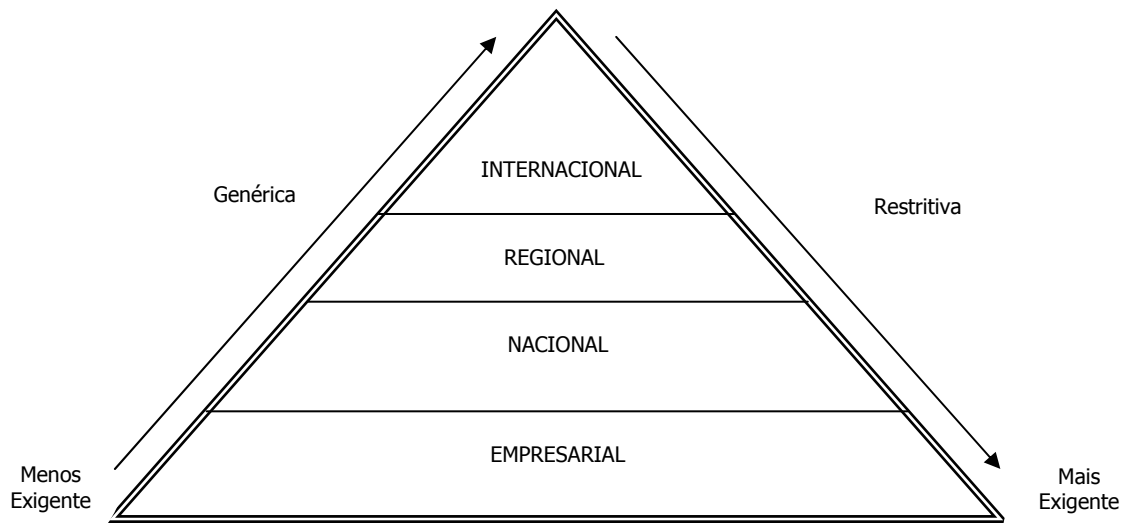 INTERNACIONAL
Genérica
Restritiva
REGIONAL
NACIONAL
EMPRESARIAL
Menos
Exigente
Mais
Exigente